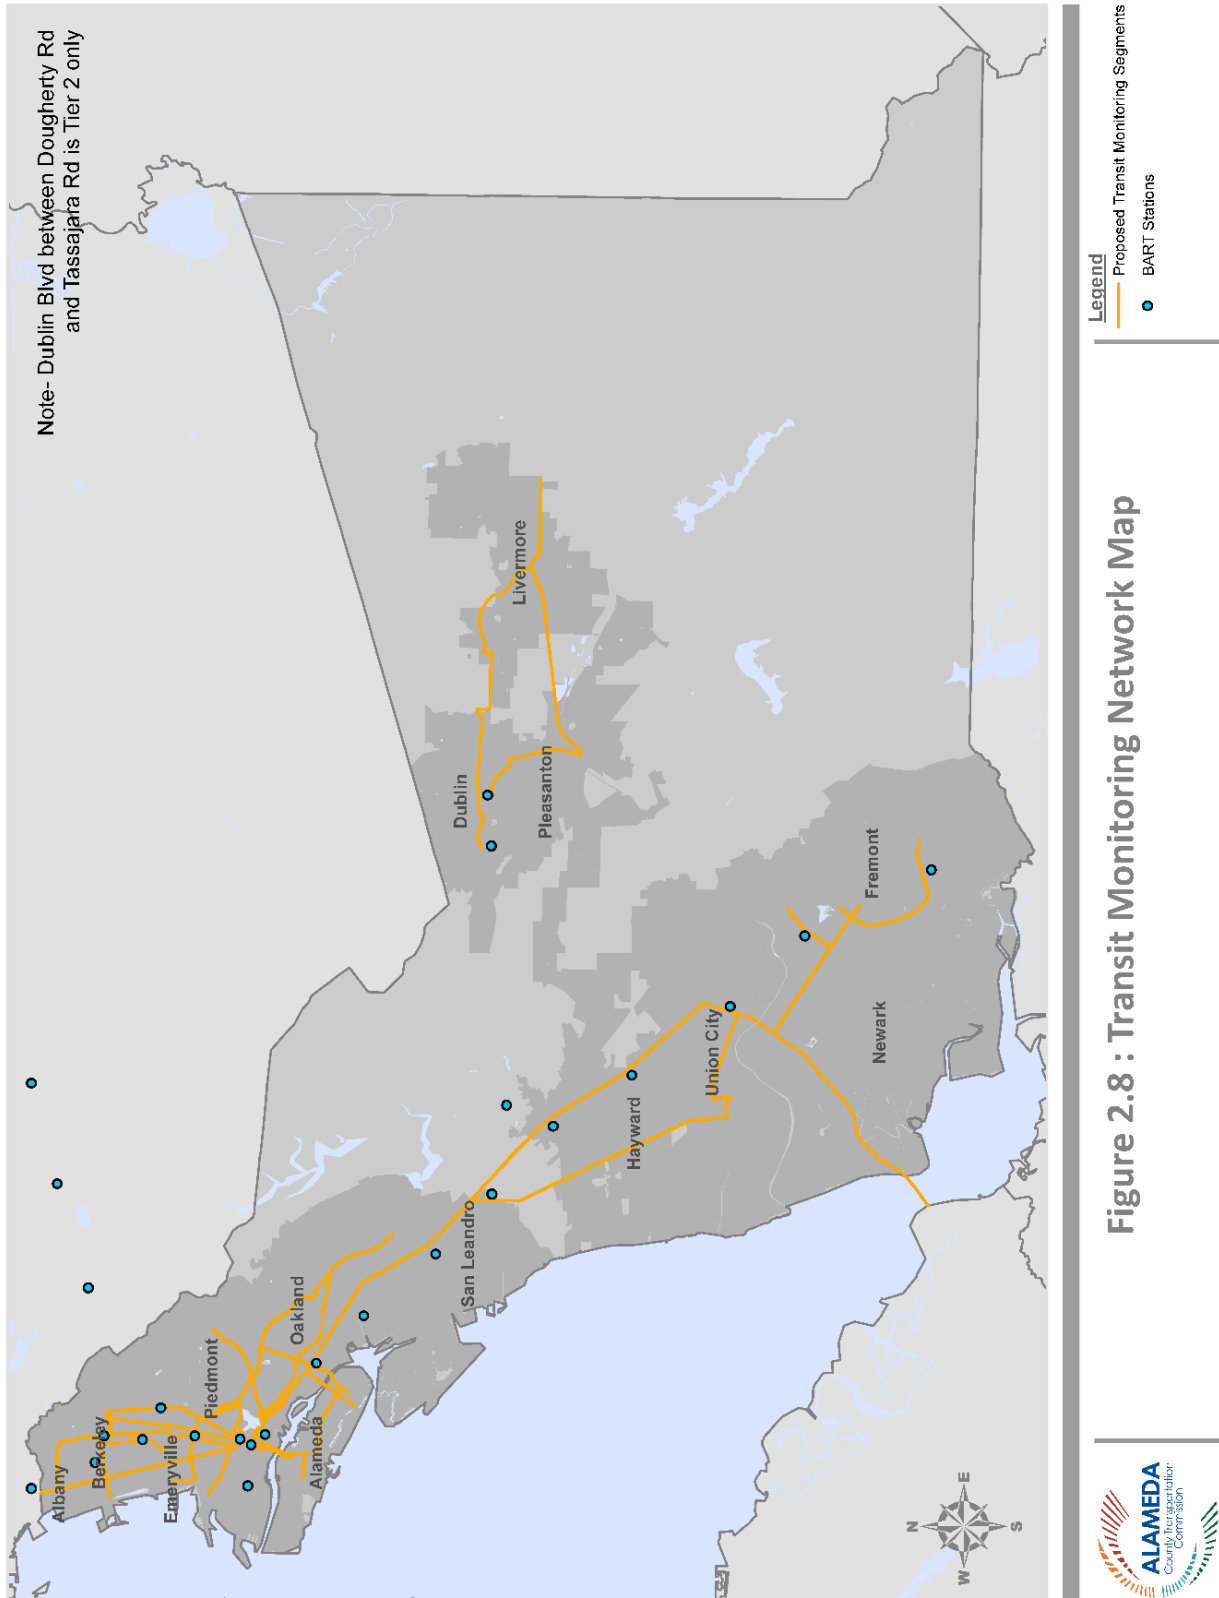 Note- Dublin Blvd between Dougherty Rd
and Tassajara Rd is Tier 2 only
Albany
Berkeley
Emeryville
Piedmont
Oakland
Alameda
San Leandro
Hayward
Union City
Newark
Fremont
Dublin
Pleasanton
Livermore
N
W
E
S
ALAMEDA
County Transportation
Commission
Figure 2.8 : Transit Monitoring Network Map
Legend
Proposed Transit Monitoring Segments
BART Stations